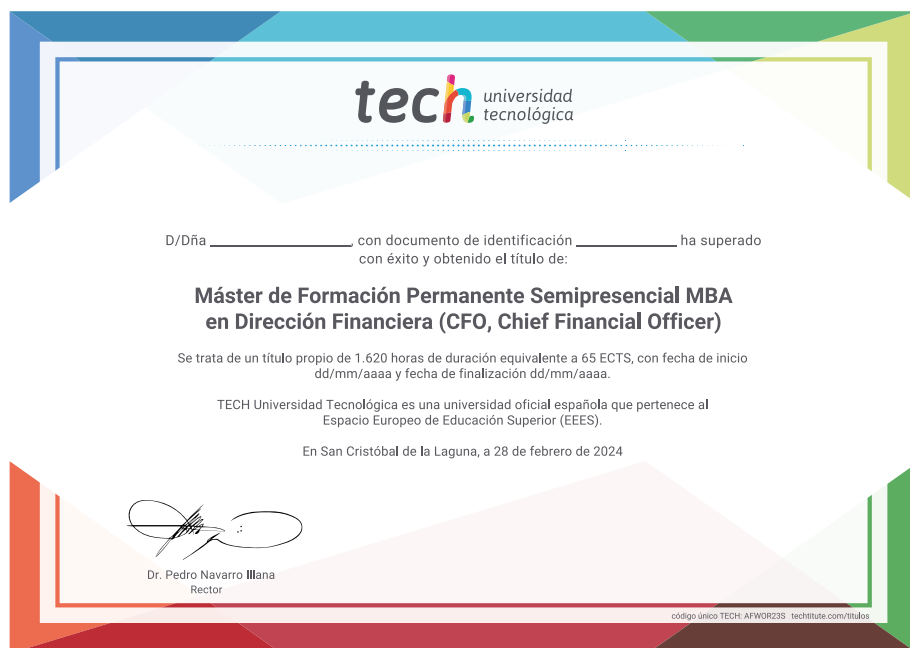 tech universidad
tecnológica
D/Dña ________________, con documento de identificación ____________ ha superado
con éxito y obtenido el título de:
Máster de Formación Permanente Semipresencial MBA
en Dirección Financiera (CFO, Chief Financial Officer)
Se trata de un título propio de 1.620 horas de duración equivalente a 65 ECTS, con fecha de inicio
dd/mm/aaaa y fecha de finalización dd/mm/aaaa.
TECH Universidad Tecnológica es una universidad oficial española que pertenece al
Espacio Europeo de Educación Superior (EEES).
En San Cristóbal de la Laguna, a 28 de febrero de 2024
Dr. Pedro Navarro Illana
Rector
código único TECH: AFWOR23S techtitute.com/titulos